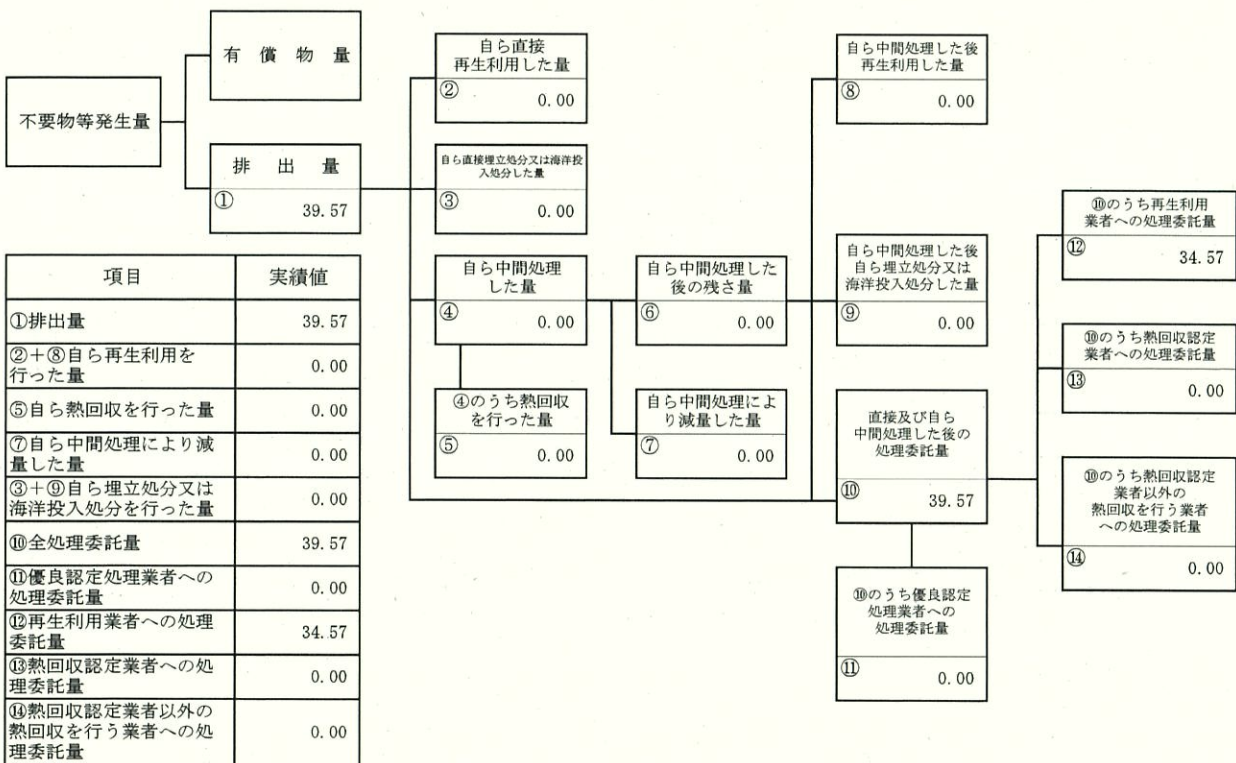 不要物等発生量
有　償　物　量
排　出　量
① 39.57
自ら直接
再生利用した量
② 0.00
自ら直接埋立処分又は海洋投
入処分した量
③ 0.00
自ら中間処理
した量
④ 0.00
④のうち熱回収
を行った量
⑤ 0.00
自ら中間処理した
後の残さ量
⑥ 0.00
自ら中間処理によ
り減量した量
⑦ 0.00
自ら中間処理した後
再生利用した量
⑧ 0.00
自ら中間処理した後
自ら埋立処分又は
海洋投入処分した量
⑨ 0.00
直接及び自ら
中間処理した後の
処理委託量
⑩ 39.57
⑩のうち優良認定
処理業者への
処理委託量
⑪ 0.00
⑩のうち再生利用
業者への処理委託量
⑫ 34.57
⑩のうち熱回収認定
業者への処理委託量
⑬ 0.00
⑩のうち熱回収認定
業者以外の
熱回収を行う業者
への処理委託量
⑭ 0.00
項目 実績値
①排出量 39.57
②＋⑧自ら再生利用を
行った量 0.00
⑤自ら熱回収を行った量 0.00
⑦自ら中間処理により減
量した量 0.00
③＋⑨自ら埋立処分又は
海洋投入処分を行った量 0.00
⑩全処理委託量 39.57
⑪優良認定処理業者への
処理委託量 0.00
⑫再生利用業者への処理
委託量 34.57
⑬熱回収認定業者への処
理委託量 0.00
⑭熱回収認定業者以外の
熱回収を行う業者への処
理委託量 0.00